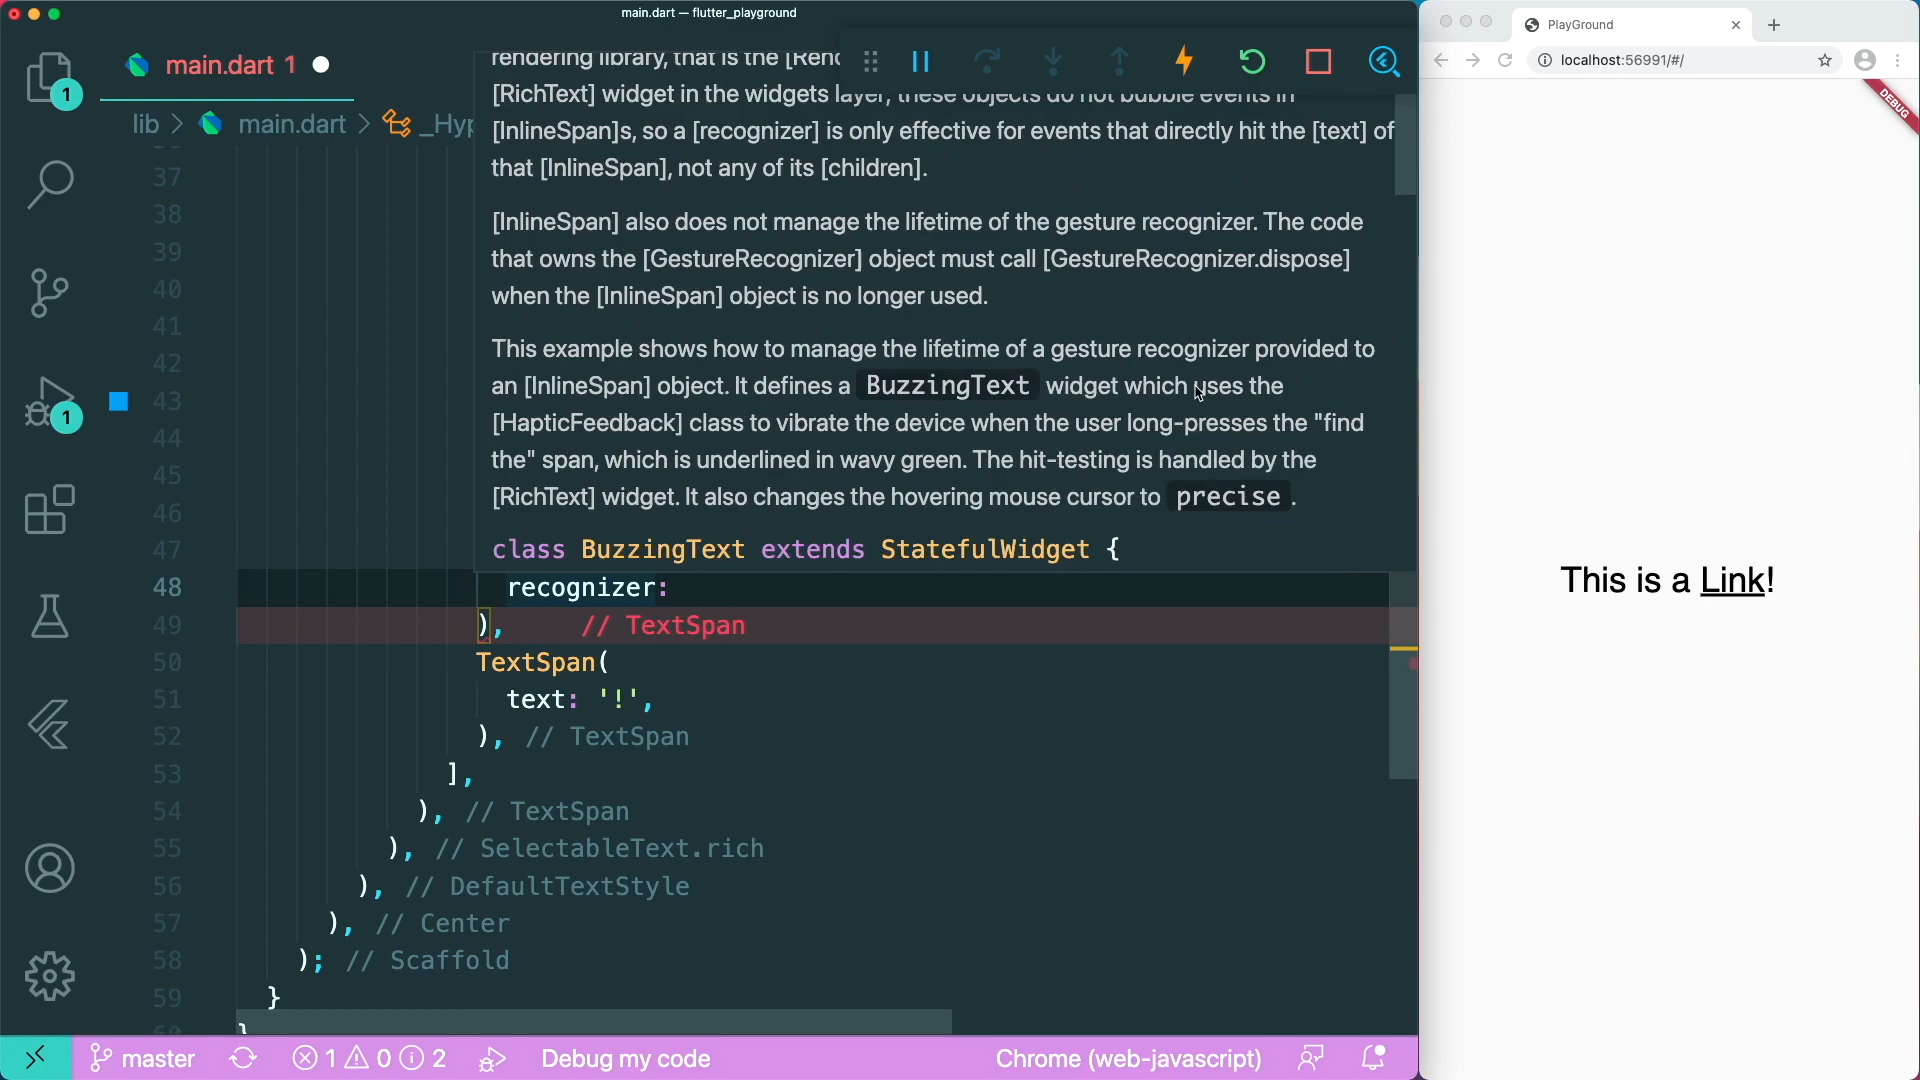 main.dart — flutter_playground
main.dart 1
1
lib > main.dart > _Hyp
rendering library, that is the [Renc
[RichText] widget in the widgets layer, these objects do not bubble events in
[InlineSpan]s, so a [recognizer] is only effective for events that directly hit the [text] of
that [InlineSpan], not any of its [children].
[InlineSpan] also does not manage the lifetime of the gesture recognizer. The code
that owns the [GestureRecognizer] object must call [GestureRecognizer.dispose]
when the [InlineSpan] object is no longer used.
This example shows how to manage the lifetime of a gesture recognizer provided to
an [InlineSpan] object. It defines a BuzzingText widget which uses the
[HapticFeedback] class to vibrate the device when the user long-presses the "find
the" span, which is underlined in wavy green. The hit-testing is handled by the
[RichText] widget. It also changes the hovering mouse cursor to precise.
class BuzzingText extends StatefulWidget {
37
38
39
40
41
42
1
43
44
45
46
47
48 recognizer:
49 ), // TextSpan
50 TextSpan(
51 text: '!',
52 ), // TextSpan
53 ],
54 ), // TextSpan
55 ), // SelectableText.rich
56 ), // DefaultTextStyle
57 ), // Center
58 ); // Scaffold
59 }
60 }
master 1 0 2 Debug my code Chrome (web-javascript)
PlayGround
localhost:56991/#/
DEBUG
This is a Link!